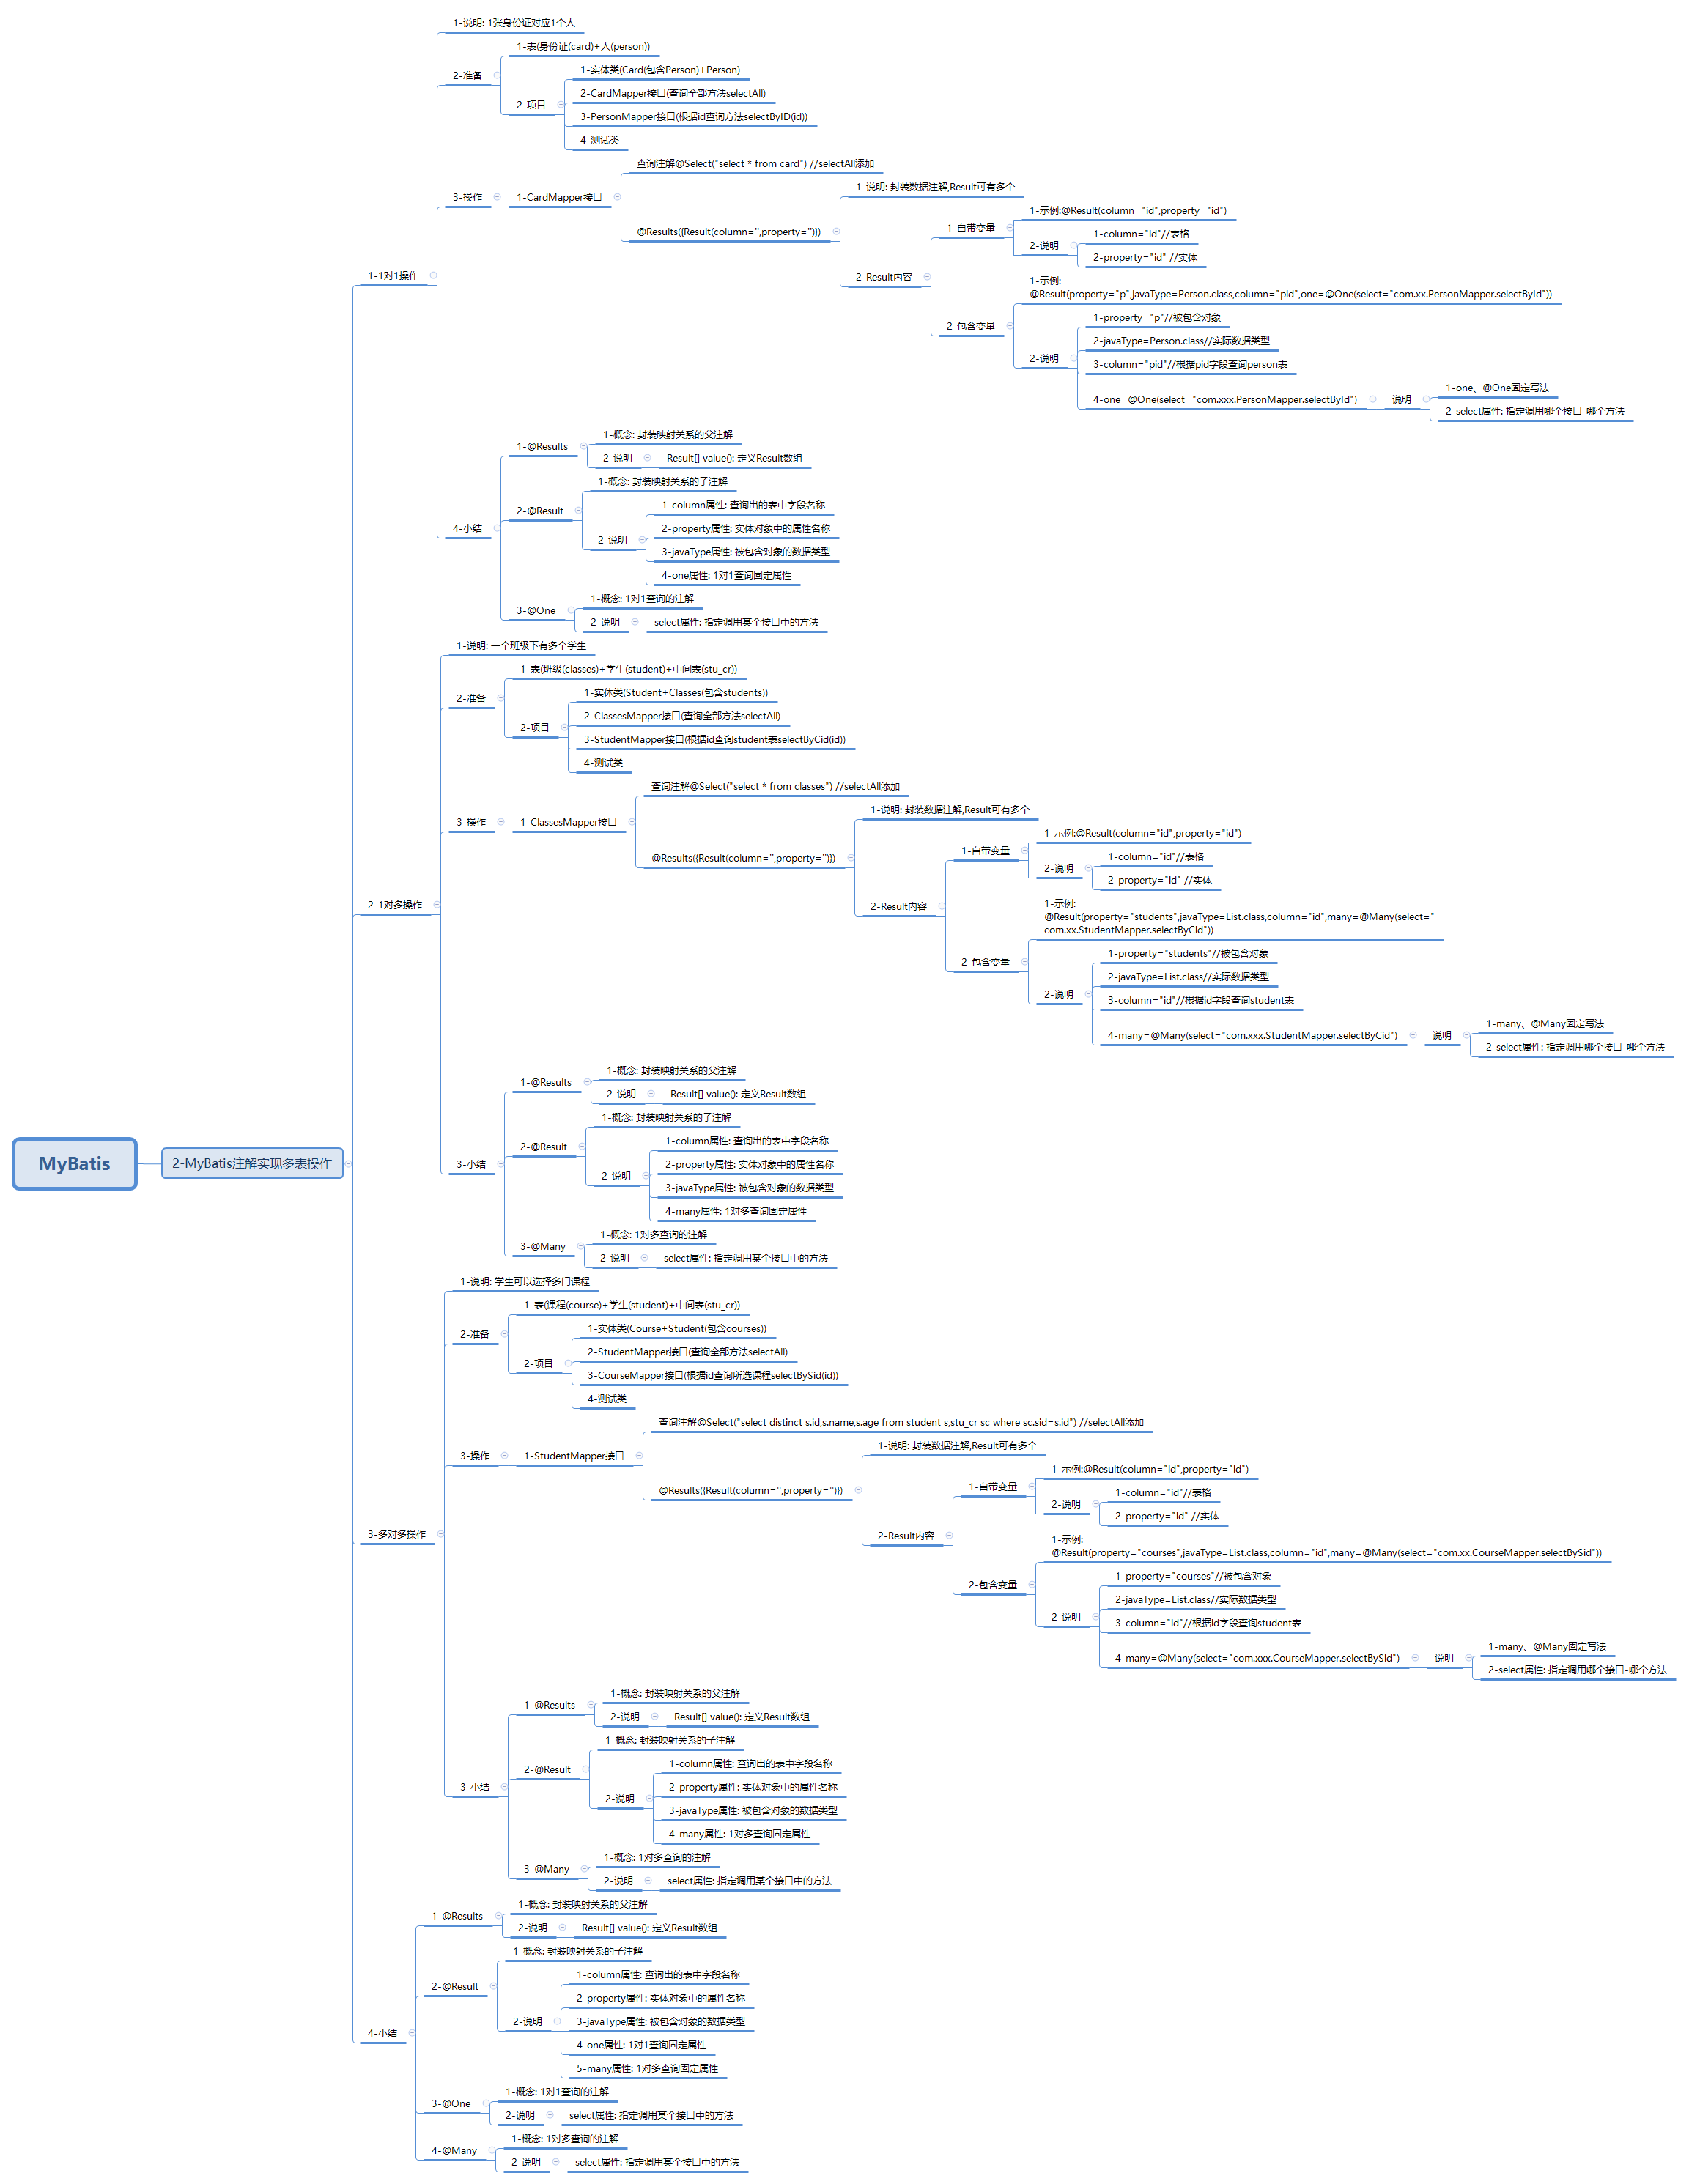 MyBatis
2-MyBatis注解实现多表操作
1-1对1操作
1-说明: 1张身份证对应1个人
2-准备
1-表(身份证(card)+人(person))
2-项目
1-实体类(Card(包含Person)+Person)
2-CardMapper接口(查询全部方法selectAll)
3-PersonMapper接口(根据id查询方法selectByID(id))
4-测试类
3-操作
1-CardMapper接口
查询注解@Select("select * from card") //selectAll添加
@Results({Result(column='',property='')})
1-说明: 封装数据注解,Result可有多个
2-Result内容
1-自带变量
1-示例:@Result(column="id",property="id")
2-说明
1-column="id"//表格
2-property="id" //实体
2-包含变量
1-示例:
@Result(property="p",javaType=Person.class,column="pid",one=@One(select="com.xx.PersonMapper.selectById"))
2-说明
1-property="p"//被包含对象
2-javaType=Person.class//实际数据类型
3-column="pid"//根据pid字段查询person表
4-one=@One(select="com.xxx.PersonMapper.selectById")
说明
1-one、@One固定写法
2-select属性: 指定调用哪个接口-哪个方法
4-小结
1-@Results
1-概念: 封装映射关系的父注解
2-说明
Result[] value(): 定义Result数组
2-@Result
1-概念: 封装映射关系的子注解
2-说明
1-column属性: 查询出的表中字段名称
2-property属性: 实体对象中的属性名称
3-javaType属性: 被包含对象的数据类型
4-one属性: 1对1查询固定属性
3-@One
1-概念: 1对1查询的注解
2-说明
select属性: 指定调用某个接口中的方法
2-1对多操作
1-说明: 一个班级下有多个学生
2-准备
1-表(班级(classes)+学生(student)+中间表(stu_cr))
2-项目
1-实体类(Student+Classes(包含students))
2-ClassesMapper接口(查询全部方法selectAll)
3-StudentMapper接口(根据id查询student表selectByCid(id))
4-测试类
3-操作
1-ClassesMapper接口
查询注解@Select("select * from classes") //selectAll添加
@Results({Result(column='',property='')})
1-说明: 封装数据注解,Result可有多个
2-Result内容
1-自带变量
1-示例:@Result(column="id",property="id")
2-说明
1-column="id"//表格
2-property="id" //实体
2-包含变量
1-示例:
@Result(property="students",javaType=List.class,column="id",many=@Many(select="
com.xx.StudentMapper.selectByCid"))
2-说明
1-property="students"//被包含对象
2-javaType=List.class//实际数据类型
3-column="id"//根据id字段查询student表
4-many=@Many(select="com.xxx.StudentMapper.selectByCid")
说明
1-many、@Many固定写法
2-select属性: 指定调用哪个接口-哪个方法
3-小结
1-@Results
1-概念: 封装映射关系的父注解
2-说明
Result[] value(): 定义Result数组
2-@Result
1-概念: 封装映射关系的子注解
2-说明
1-column属性: 查询出的表中字段名称
2-property属性: 实体对象中的属性名称
3-javaType属性: 被包含对象的数据类型
4-many属性: 1对多查询固定属性
3-@Many
1-概念: 1对多查询的注解
2-说明
select属性: 指定调用某个接口中的方法
3-多对多操作
1-说明: 学生可以选择多门课程
2-准备
1-表(课程(course)+学生(student)+中间表(stu_cr))
2-项目
1-实体类(Course+Student(包含courses))
2-StudentMapper接口(查询全部方法selectAll)
3-CourseMapper接口(根据id查询所选课程selectBySid(id))
4-测试类
3-操作
1-StudentMapper接口
查询注解@Select("select distinct s.id,s.name,s.age from student s,stu_cr sc where sc.sid=s.id") //selectAll添加
@Results({Result(column='',property='')})
1-说明: 封装数据注解,Result可有多个
2-Result内容
1-自带变量
1-示例:@Result(column="id",property="id")
2-说明
1-column="id"//表格
2-property="id" //实体
2-包含变量
1-示例:
@Result(property="courses",javaType=List.class,column="id",many=@Many(select="com.xx.CourseMapper.selectBySid"))
2-说明
1-property="courses"//被包含对象
2-javaType=List.class//实际数据类型
3-column="id"//根据id字段查询student表
4-many=@Many(select="com.xxx.CourseMapper.selectBySid")
说明
1-many、@Many固定写法
2-select属性: 指定调用哪个接口-哪个方法
3-小结
1-@Results
1-概念: 封装映射关系的父注解
2-说明
Result[] value(): 定义Result数组
2-@Result
1-概念: 封装映射关系的子注解
2-说明
1-column属性: 查询出的表中字段名称
2-property属性: 实体对象中的属性名称
3-javaType属性: 被包含对象的数据类型
4-many属性: 1对多查询固定属性
3-@Many
1-概念: 1对多查询的注解
2-说明
select属性: 指定调用某个接口中的方法
4-小结
1-@Results
1-概念: 封装映射关系的父注解
2-说明
Result[] value(): 定义Result数组
2-@Result
1-概念: 封装映射关系的子注解
2-说明
1-column属性: 查询出的表中字段名称
2-property属性: 实体对象中的属性名称
3-javaType属性: 被包含对象的数据类型
4-one属性: 1对1查询固定属性
5-many属性: 1对多查询固定属性
3-@One
1-概念: 1对1查询的注解
2-说明
select属性: 指定调用某个接口中的方法
4-@Many
1-概念: 1对多查询的注解
2-说明
select属性: 指定调用某个接口中的方法